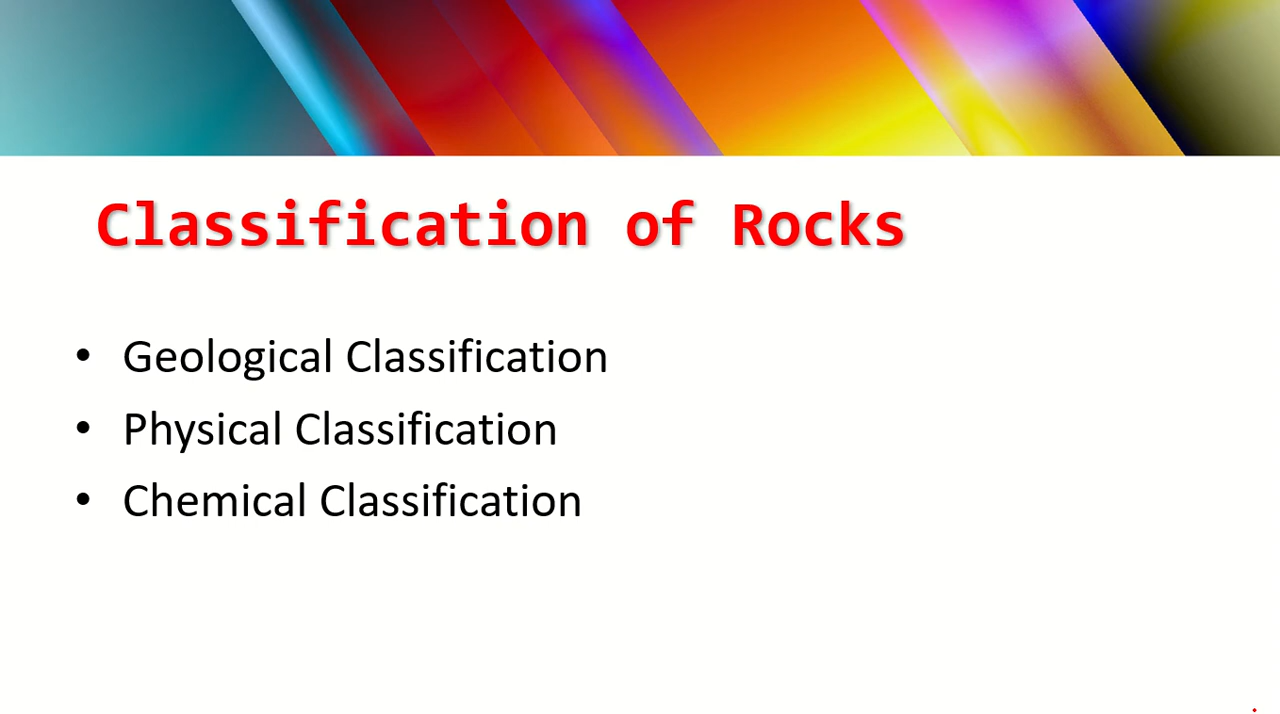 Classification of Rocks
• Geological Classification
• Physical Classification
• Chemical Classification